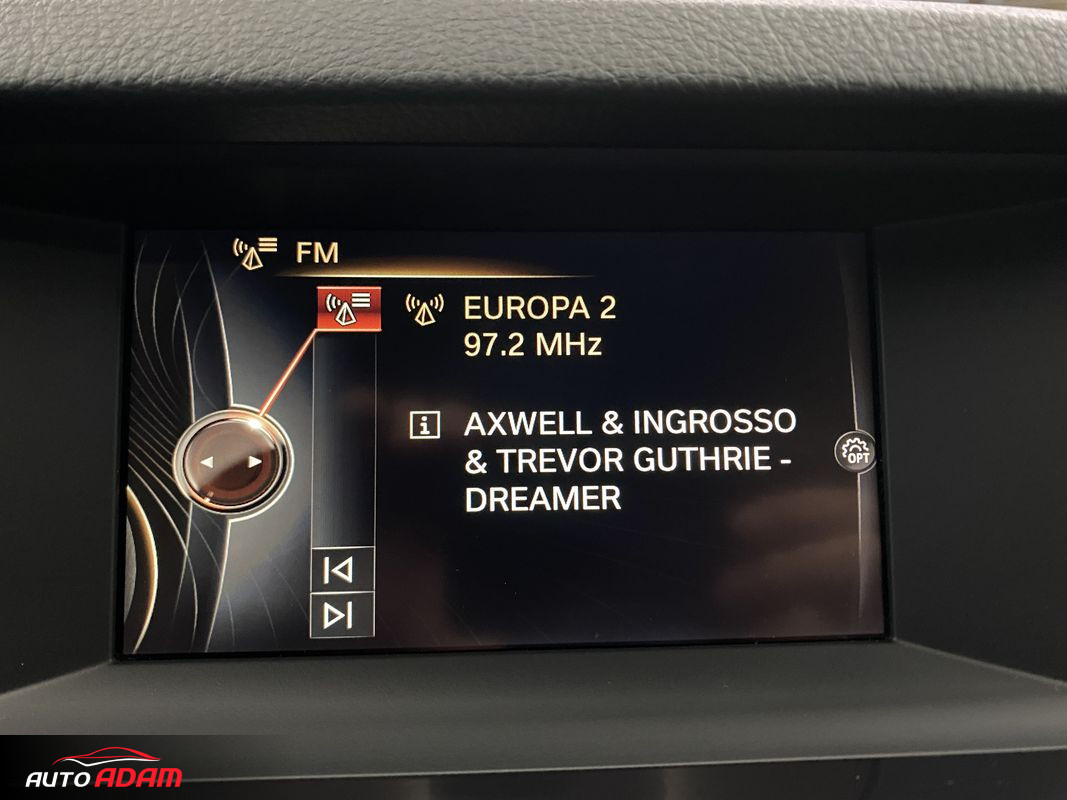 FM
EUROPA 2
97.2 MHz
AXWELL & INGROSSO
& TREVOR GUTHRIE -
DREAMER
OPT
AUTO ADAM